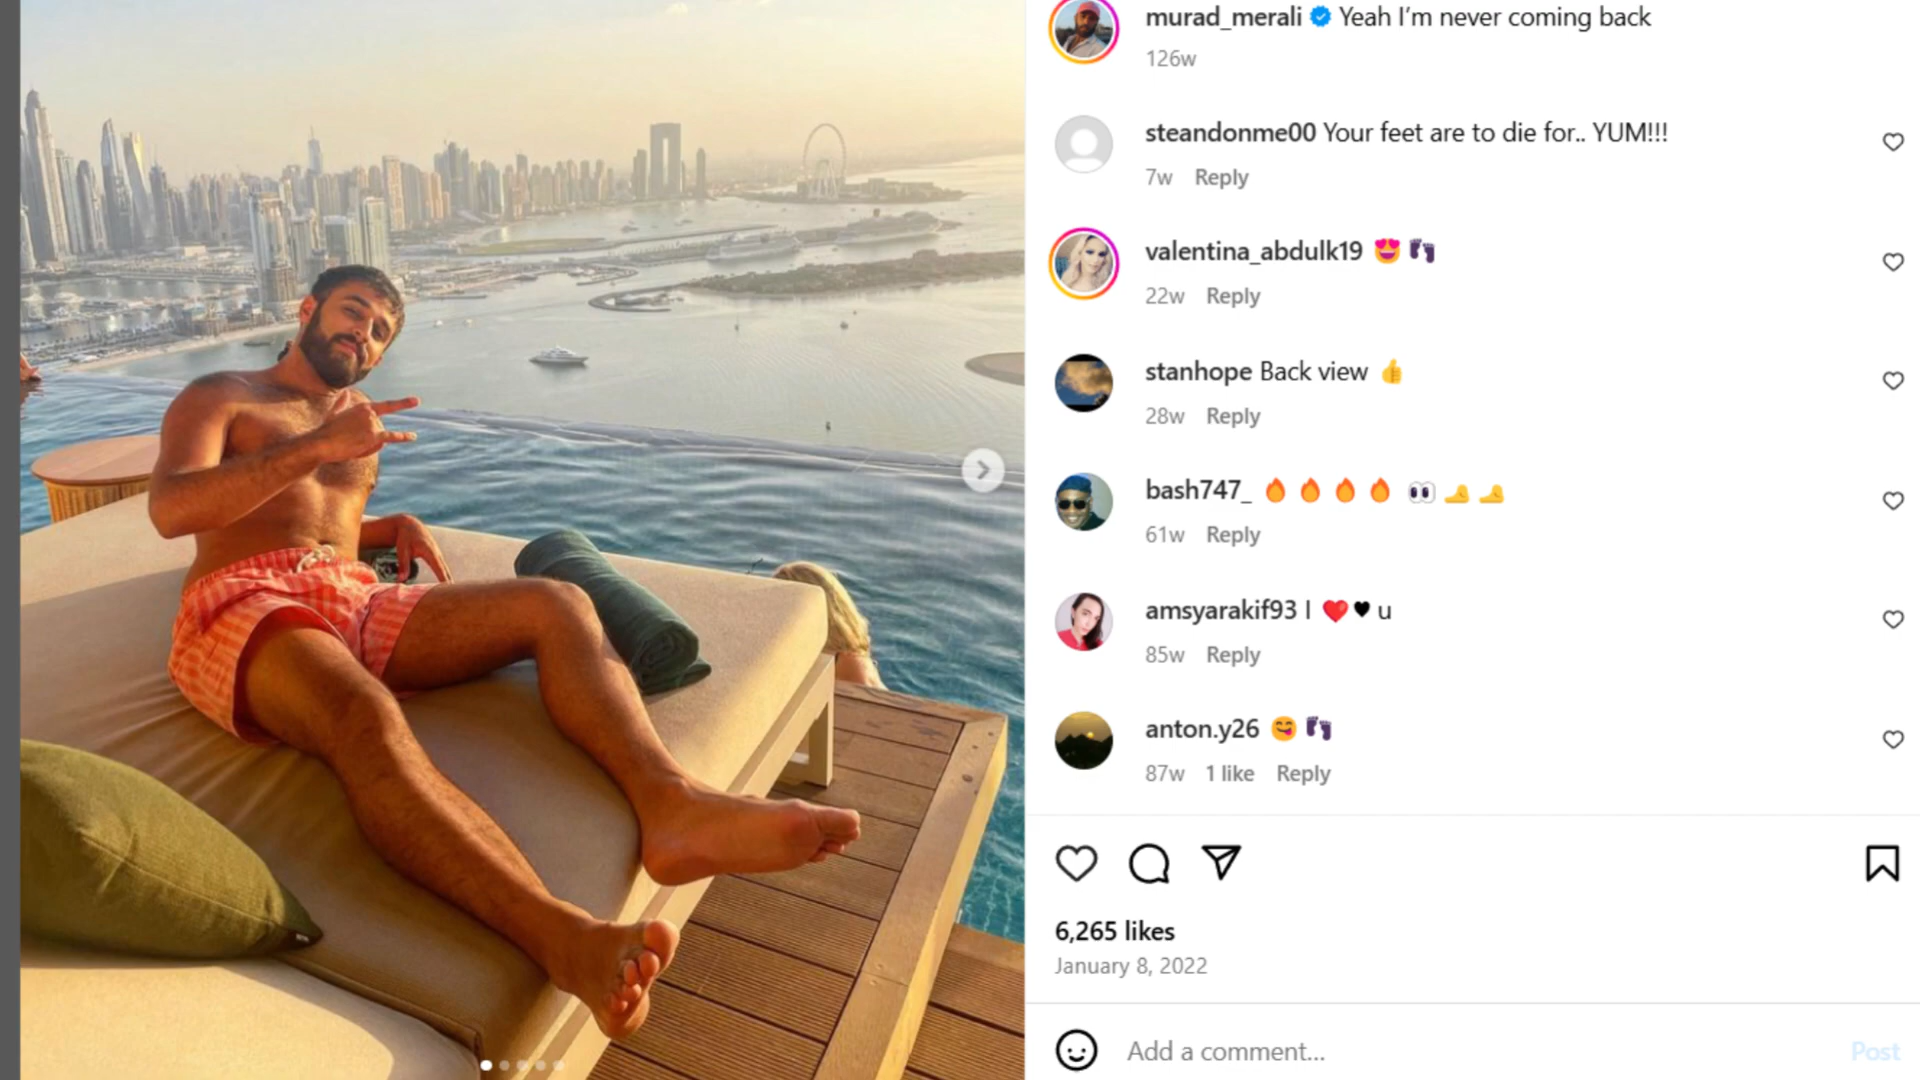 murad_merali Yeah I'm never coming back
126w
steandonme00 Your feet are to die for.. YUM!!!
7w Reply
valentina_abdulk19 😍👣
22w Reply
stanhope Back view 👍
28w Reply
bash747_ 🔥🔥🔥🔥 👀🫴🫴
61w Reply
amsyarakif93 I ❤️🖤 u
85w Reply
anton.y26 😋👣
87w 1 like Reply
6,265 likes
January 8, 2022
Add a comment... Post